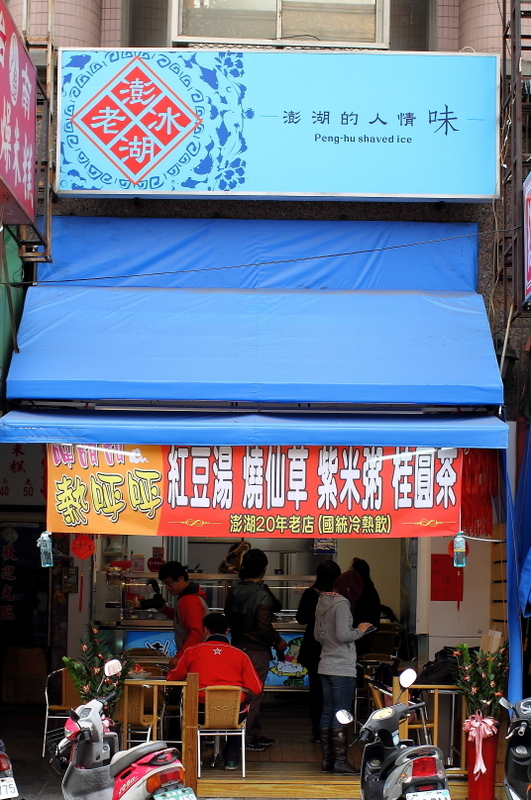 澎
老 冰
湖
澎湖的人情味
Peng-hu shaved ice
熱呼呼
紅豆湯 燒仙草 紫米粥 桂圓茶
澎湖20年老店(國統冷熱飲)